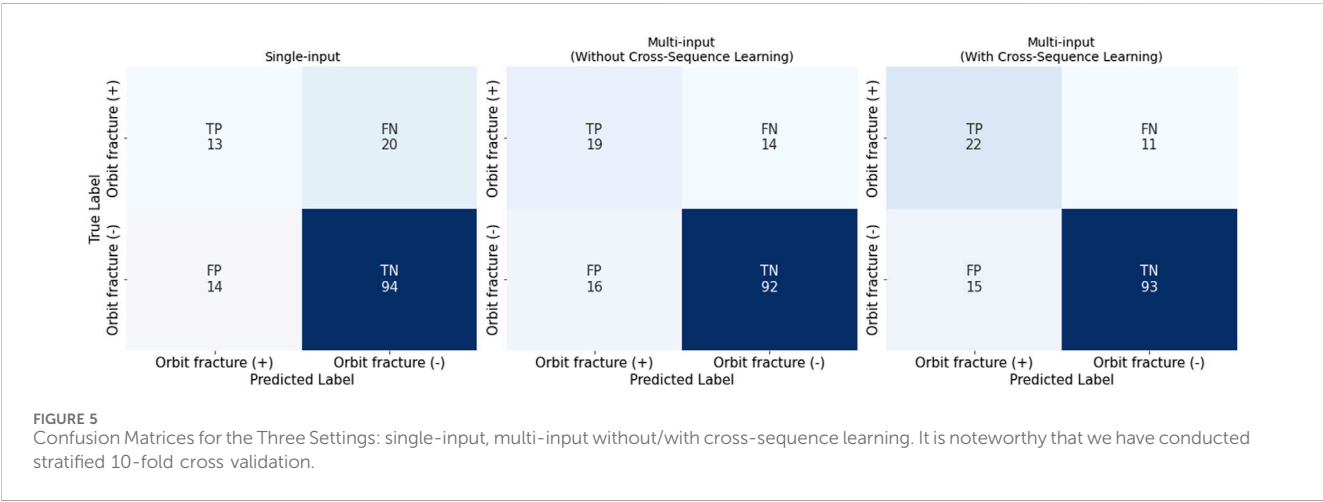 Single-input
TP
13
FN
20
FP
14
TN
94
True Label
Orbit fracture (+)
Orbit fracture (-)
Orbit fracture (+)
Orbit fracture (-)
Predicted Label
Multi-input
(Without Cross-Sequence Learning)
TP
19
FN
14
FP
16
TN
92
Orbit fracture (+)
Orbit fracture (-)
Orbit fracture (+)
Orbit fracture (-)
Predicted Label
Multi-input
(With Cross-Sequence Learning)
TP
22
FN
11
FP
15
TN
93
Orbit fracture (+)
Orbit fracture (-)
Orbit fracture (+)
Orbit fracture (-)
Predicted Label
FIGURE 5
Confusion Matrices for the Three Settings: single-input, multi-input without/with cross-sequence learning. It is noteworthy that we have conducted
stratified 10-fold cross validation.